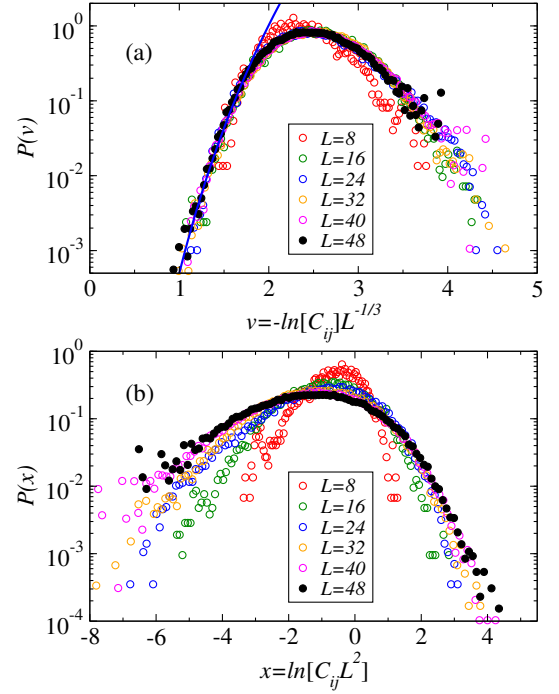 10^0
(a)
10^-1
P(v)
10^-2
10^-3
L=8
L=16
L=24
L=32
L=40
L=48
0 1 2 3 4 5
v=-ln[C_ij]L^-1/3
10^0
(b)
10^-1
P(x)
10^-2
10^-3
10^-4
L=8
L=16
L=24
L=32
L=40
L=48
-8 -6 -4 -2 0 2 4
x=ln[C_ijL^2]